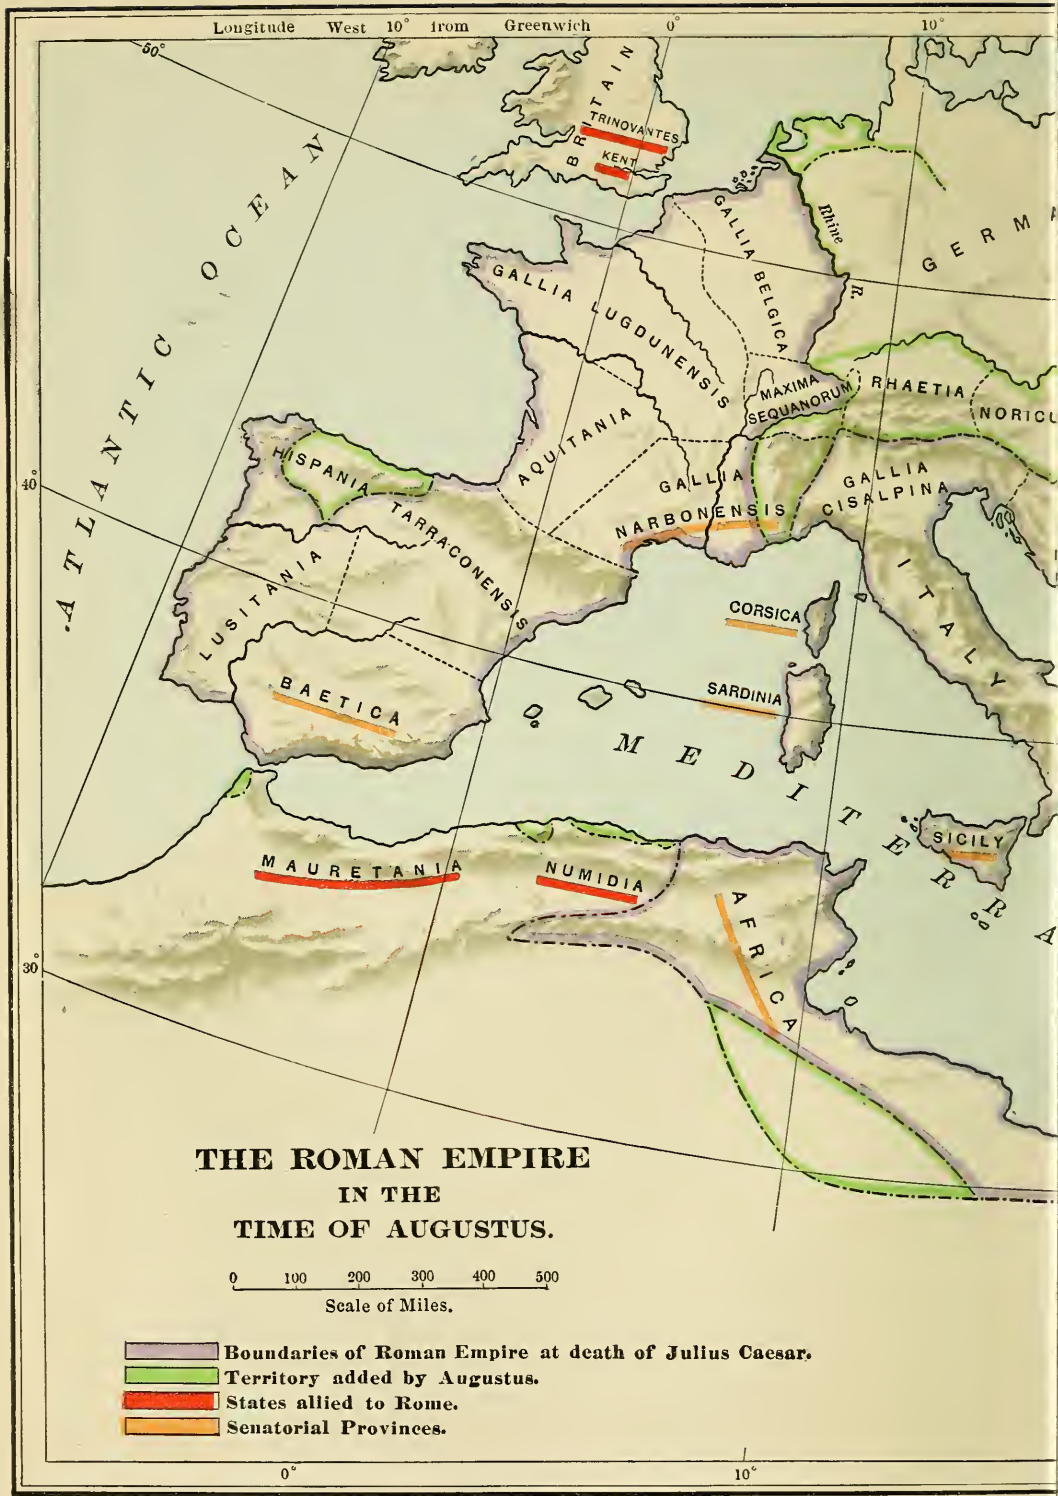 Longitude West 10° from Greenwich 0° 10°
50°
ATLANTIC OCEAN
BRITAIN
TRINOVANTES
KENT
Rhine R.
GERMA
GALLIA BELGICA
GALLIA LUGDUNENSIS
MAXIMA
SEQUANORUM
RHAETIA
NORICU
AQUITANIA
GALLIA
NARBONENSIS
GALLIA
CISALPINA
HISPANIA
TARRACONENSIS
40°
LUSITANIA
BAETICA
ITALY
CORSICA
SARDINIA
MEDITERRA
SICILY
MAURETANIA
NUMIDIA
AFRICA
30°
THE ROMAN EMPIRE
IN THE
TIME OF AUGUSTUS.
0 100 200 300 400 500
Scale of Miles.
Boundaries of Roman Empire at death of Julius Caesar.
Territory added by Augustus.
States allied to Rome.
Senatorial Provinces.
0° 10°